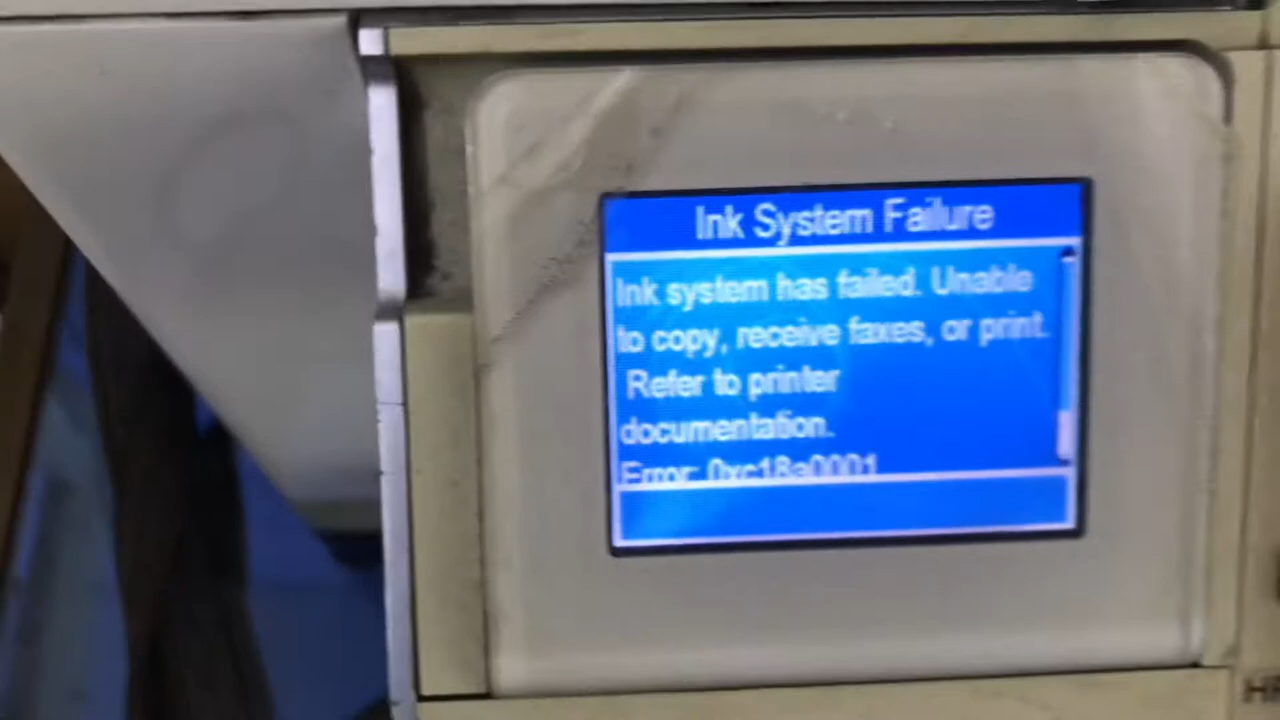 Ink System Failure
Ink system has failed. Unable
to copy, receive faxes, or print.
Refer to printer
documentation.
Error: 0xc18a0001